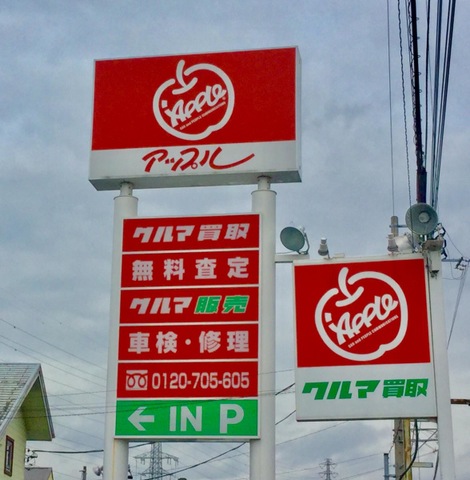 Apple
アップル
クルマ買取
無料査定
クルマ販売
車検・修理
0120-705-605
← IN P
Apple
クルマ買取